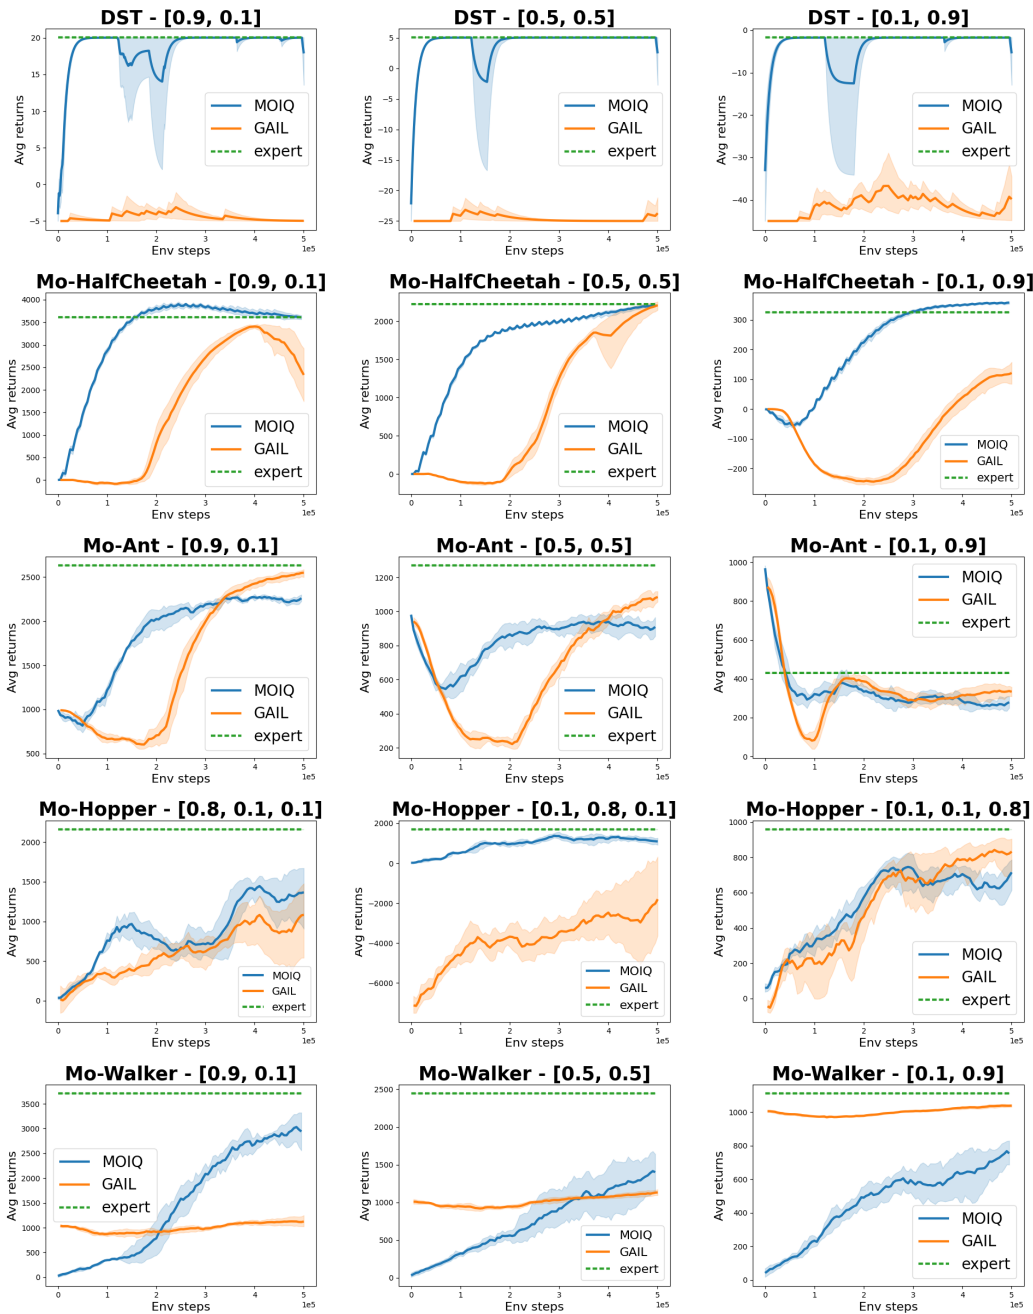 DST - [0.9, 0.1]
Avg returns
20
15
10
5
0
−5
MOIQ
GAIL
expert
0 1 2 3 4 5
1e5
Env steps
DST - [0.5, 0.5]
Avg returns
5
0
−5
−10
−15
−20
−25
MOIQ
GAIL
expert
0 1 2 3 4 5
1e5
Env steps
DST - [0.1, 0.9]
Avg returns
0
−10
−20
−30
−40
MOIQ
GAIL
expert
0 1 2 3 4 5
1e5
Env steps
Mo-HalfCheetah - [0.9, 0.1]
Avg returns
4000
3500
3000
2500
2000
1500
1000
500
0
MOIQ
GAIL
expert
0 1 2 3 4 5
1e5
Env steps
Mo-HalfCheetah - [0.5, 0.5]
Avg returns
2000
1500
1000
500
0
MOIQ
GAIL
expert
0 1 2 3 4 5
1e5
Env steps
Mo-HalfCheetah - [0.1, 0.9]
Avg returns
300
200
100
0
−100
−200
MOIQ
GAIL
expert
0 1 2 3 4 5
1e5
Env steps
Mo-Ant - [0.9, 0.1]
Avg returns
2500
2000
1500
1000
500
MOIQ
GAIL
expert
0 1 2 3 4 5
1e5
Env steps
Mo-Ant - [0.5, 0.5]
Avg returns
1200
1000
800
600
400
200
MOIQ
GAIL
expert
0 1 2 3 4 5
1e5
Env steps
Mo-Ant - [0.1, 0.9]
Avg returns
1000
800
600
400
200
0
MOIQ
GAIL
expert
0 1 2 3 4 5
1e5
Env steps
Mo-Hopper - [0.8, 0.1, 0.1]
Avg returns
2000
1500
1000
500
0
MOIQ
GAIL
expert
0 1 2 3 4 5
1e5
Env steps
Mo-Hopper - [0.1, 0.8, 0.1]
Avg returns
2000
0
−2000
−4000
−6000
MOIQ
GAIL
expert
0 1 2 3 4 5
1e5
Env steps
Mo-Hopper - [0.1, 0.1, 0.8]
Avg returns
1000
800
600
400
200
0
MOIQ
GAIL
expert
0 1 2 3 4 5
1e5
Env steps
Mo-Walker - [0.9, 0.1]
Avg returns
3500
3000
2500
2000
1500
1000
500
0
MOIQ
GAIL
expert
0 1 2 3 4 5
1e5
Env steps
Mo-Walker - [0.5, 0.5]
Avg returns
2500
2000
1500
1000
500
0
MOIQ
GAIL
expert
0 1 2 3 4 5
1e5
Env steps
Mo-Walker - [0.1, 0.9]
Avg returns
1000
800
600
400
200
0
MOIQ
GAIL
expert
0 1 2 3 4 5
1e5
Env steps